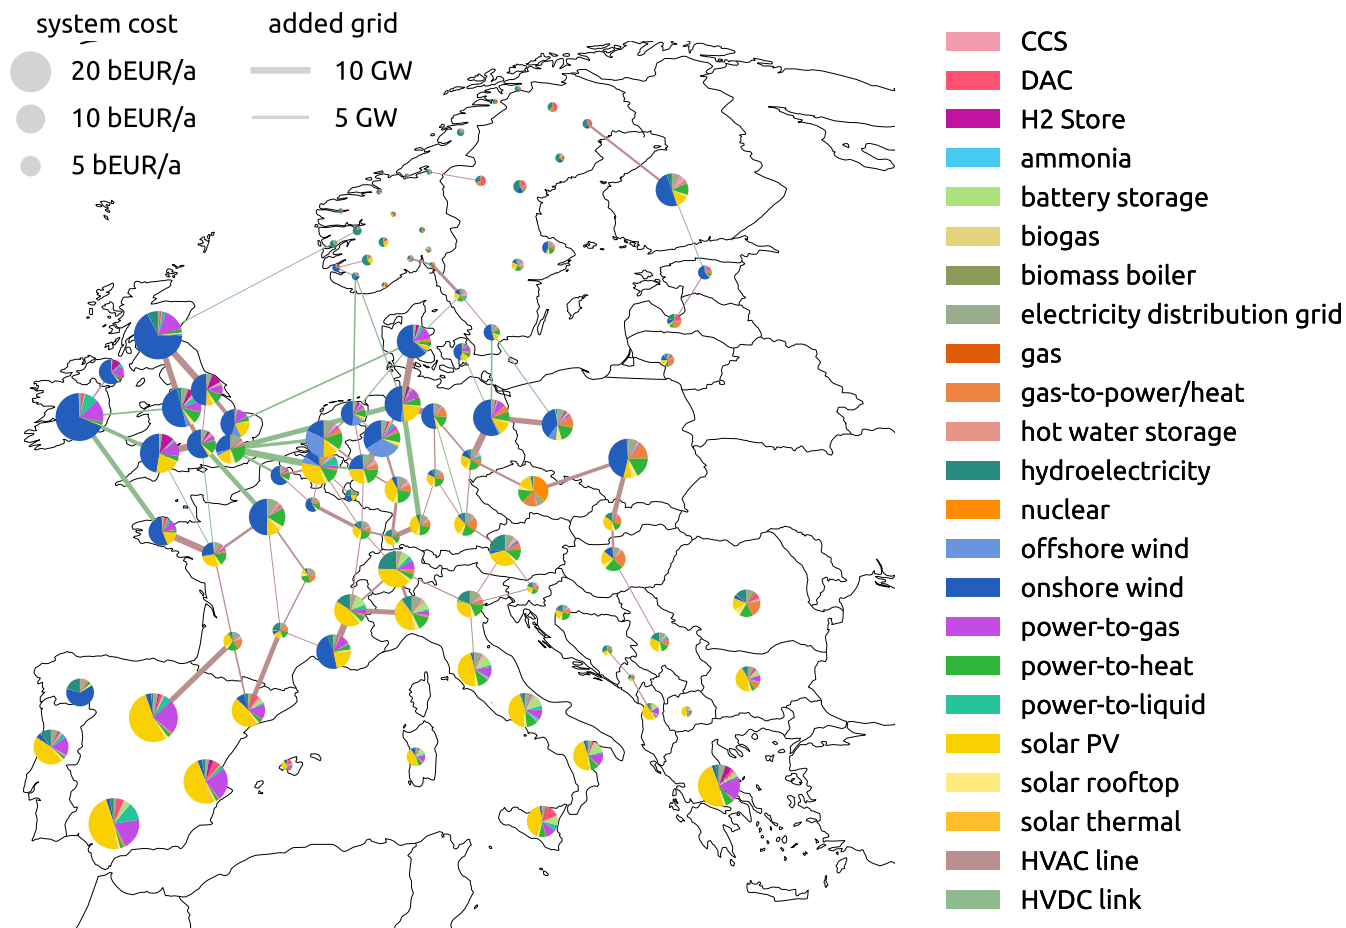 system cost
added grid
20 bEUR/a
10 GW
10 bEUR/a
5 GW
5 bEUR/a
CCS
DAC
H2 Store
ammonia
battery storage
biogas
biomass boiler
electricity distribution grid
gas
gas-to-power/heat
hot water storage
hydroelectricity
nuclear
offshore wind
onshore wind
power-to-gas
power-to-heat
power-to-liquid
solar PV
solar rooftop
solar thermal
HVAC line
HVDC link